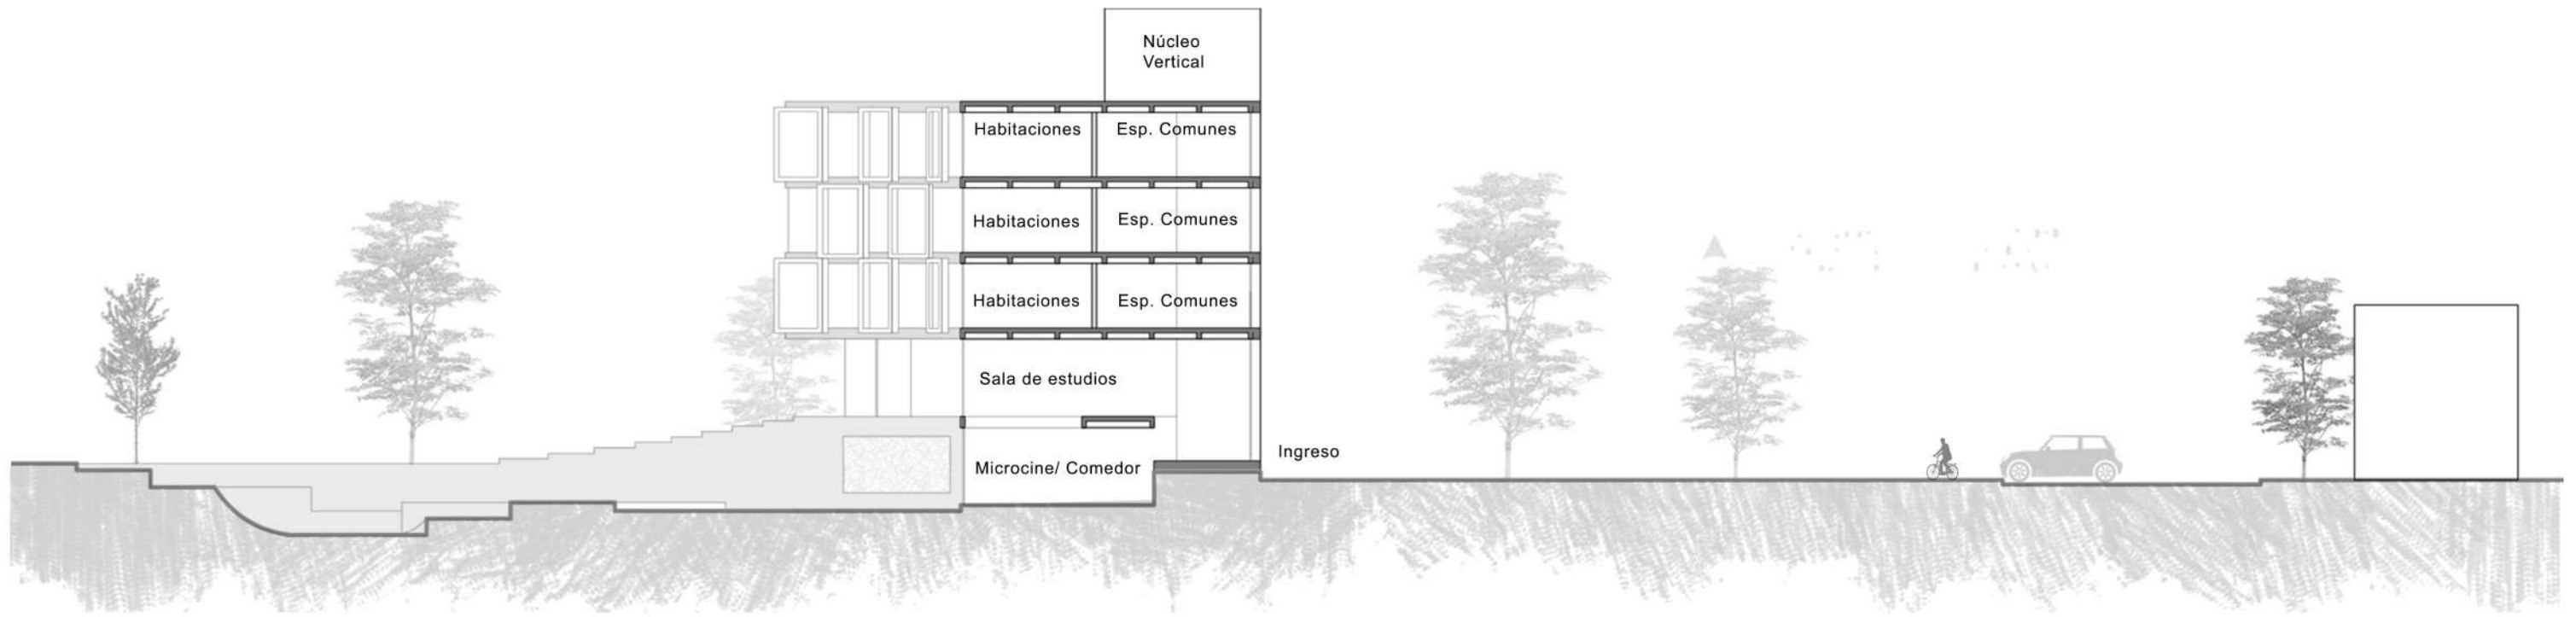 Núcleo
Vertical
Habitaciones
Esp. Comunes
Habitaciones
Esp. Comunes
Habitaciones
Esp. Comunes
Sala de estudios
Ingreso
Microcine/ Comedor